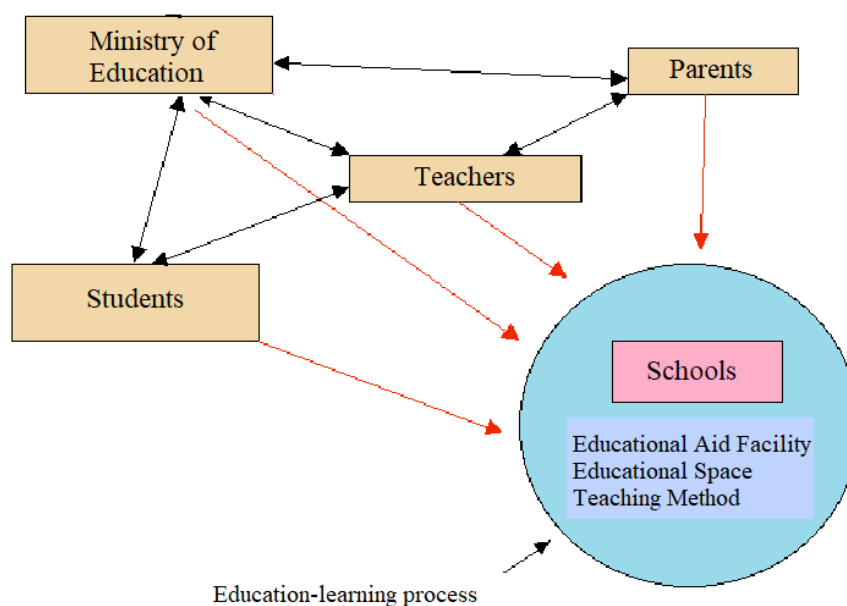 Ministry of
Education
Parents
Teachers
Students
Schools
Educational Aid Facility
Educational Space
Teaching Method
Education-learning process